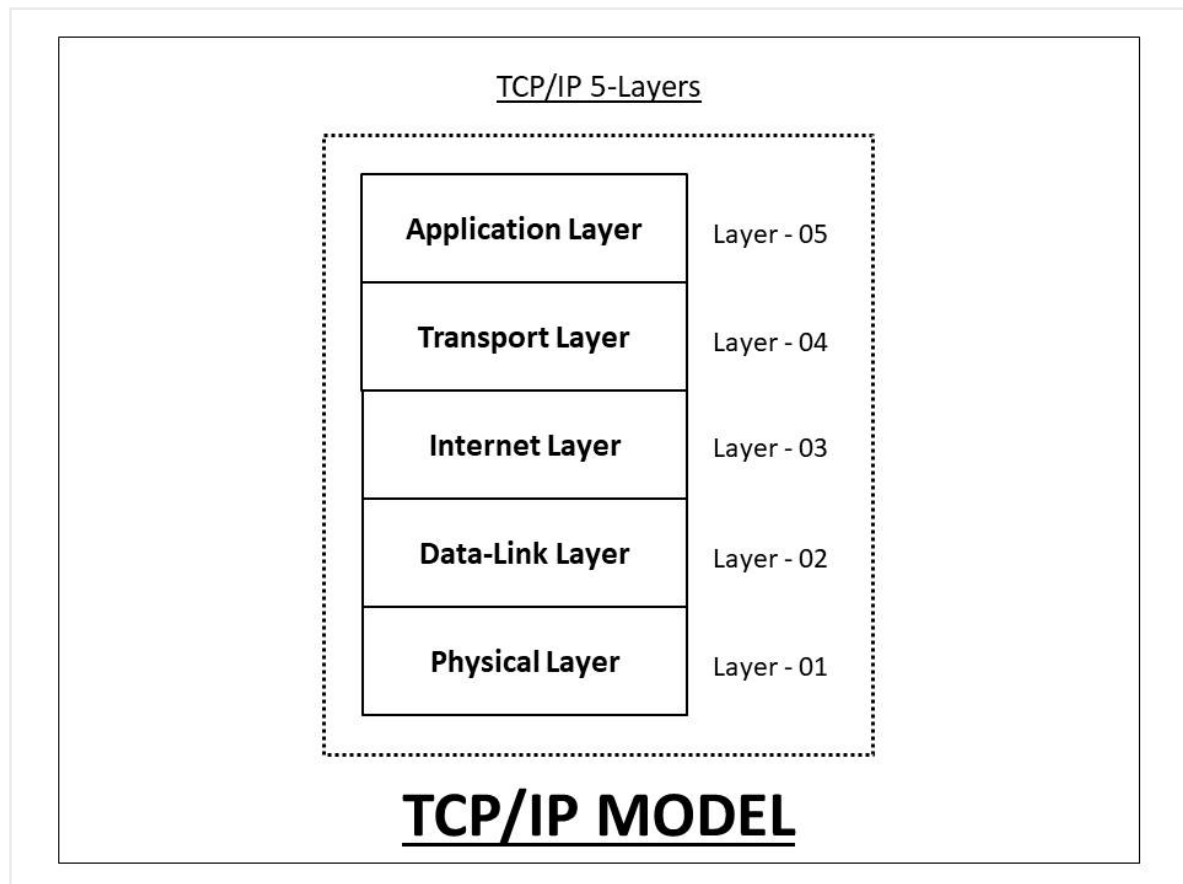 TCP/IP 5-Layers
Application Layer Layer - 05
Transport Layer Layer - 04
Internet Layer Layer - 03
Data-Link Layer Layer - 02
Physical Layer Layer - 01
TCP/IP MODEL